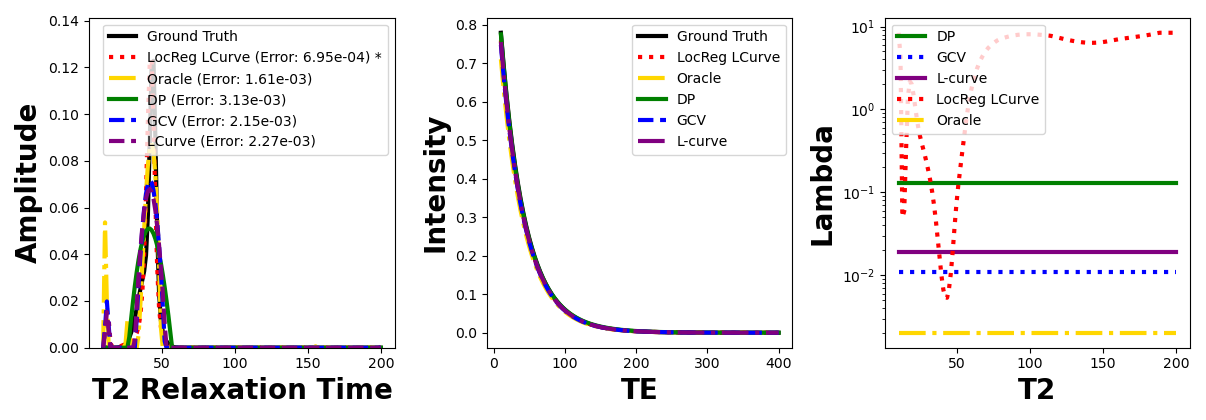 0.14
0.12
0.10
0.08
0.06
0.04
0.02
0.00
Amplitude
Ground Truth
LocReg LCurve (Error: 6.95e-04) *
Oracle (Error: 1.61e-03)
DP (Error: 3.13e-03)
GCV (Error: 2.15e-03)
LCurve (Error: 2.27e-03)
50 100 150 200
T2 Relaxation Time
0.8
0.7
0.6
0.5
0.4
0.3
0.2
0.1
0.0
Intensity
Ground Truth
LocReg LCurve
Oracle
DP
GCV
L-curve
0 100 200 300 400
TE
10¹
10⁰
10⁻¹
10⁻²
Lambda
DP
GCV
L-curve
LocReg LCurve
Oracle
50 100 150 200
T2